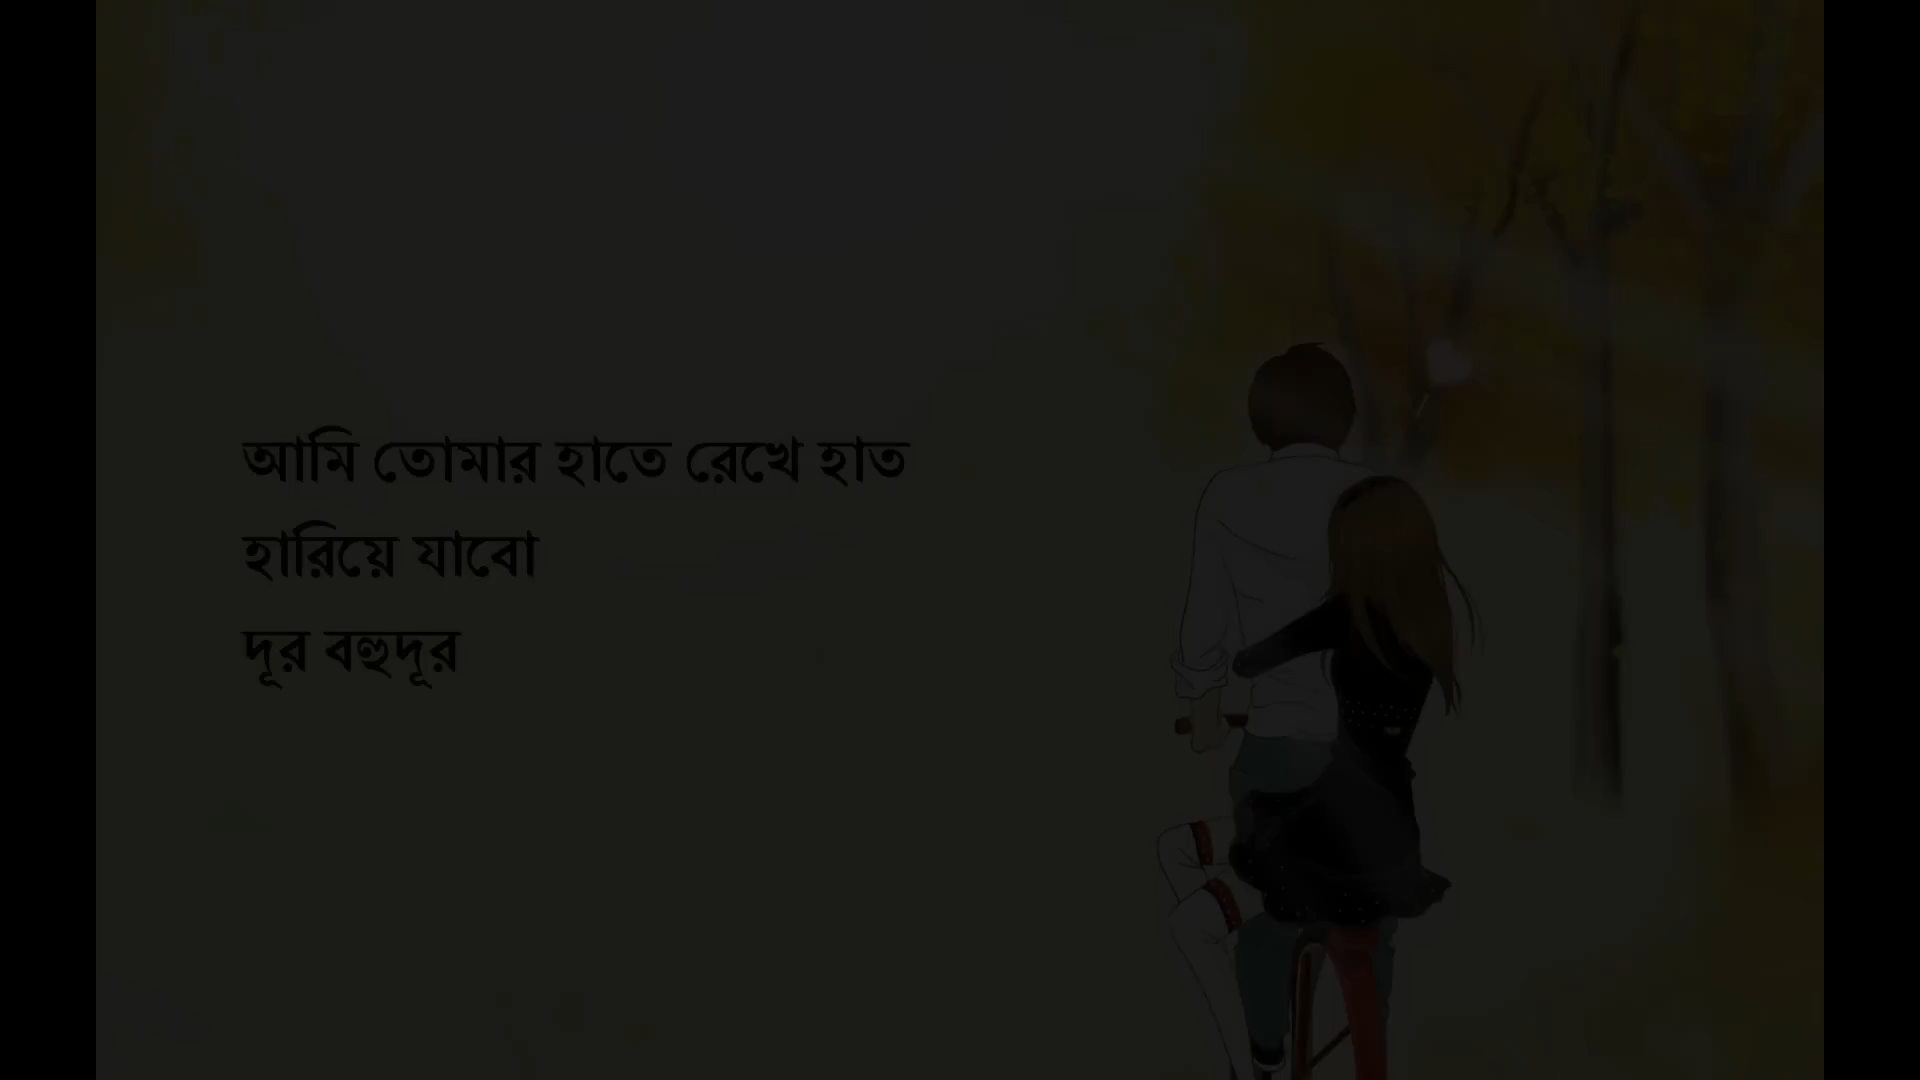 আমি তোমার হাতে রেখে হাত
হারিয়ে যাবো
দূর বহুদূর